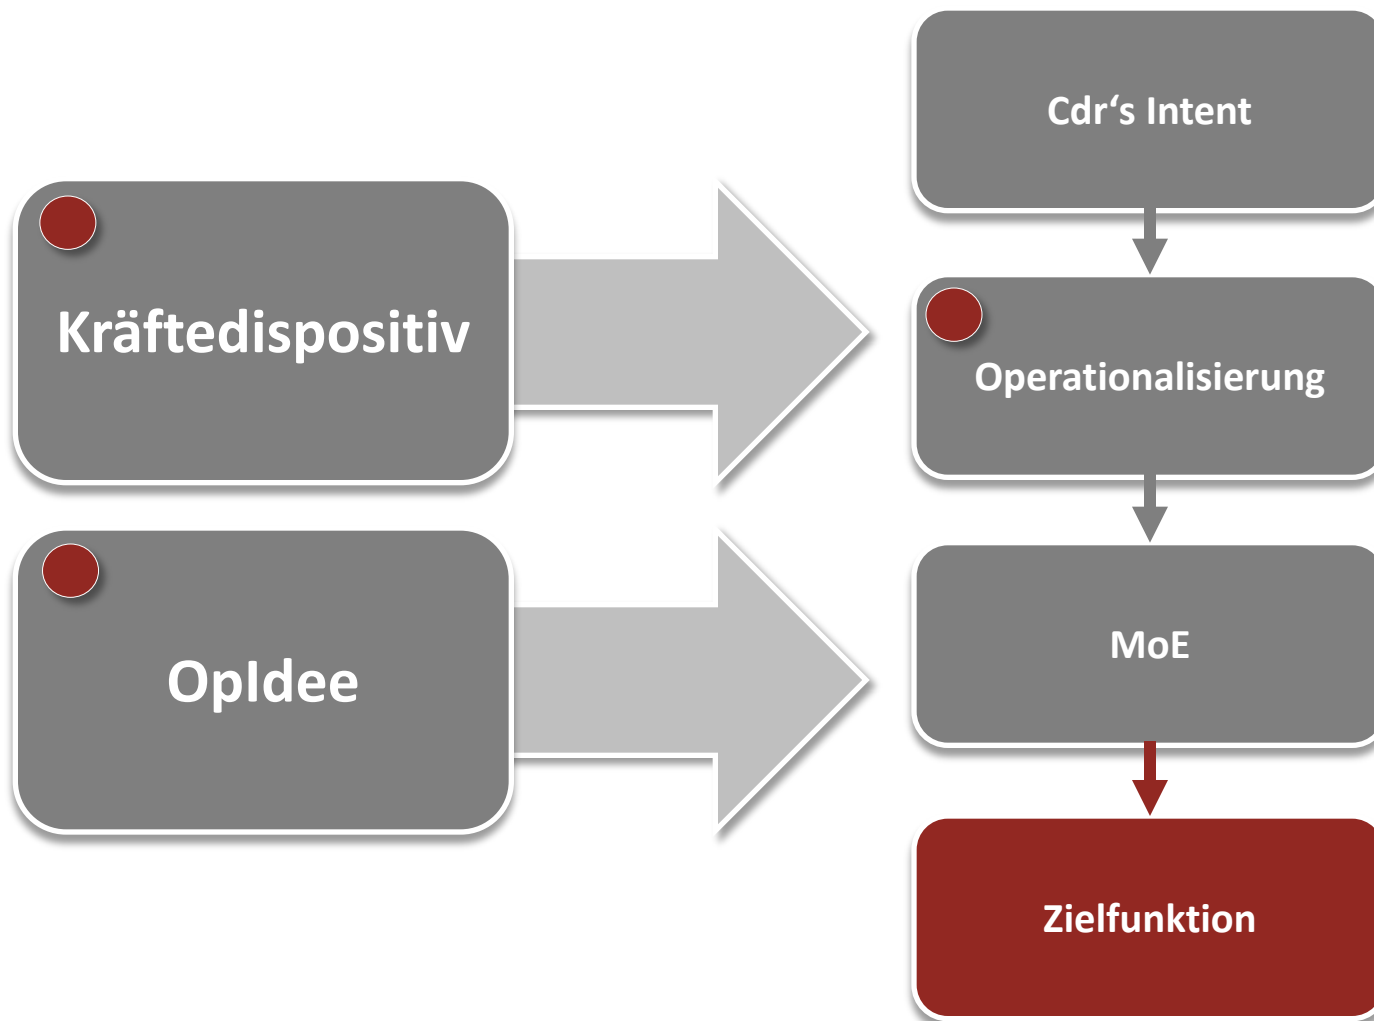 Cdr‘s Intent
Kräftedispositiv
Operationalisierung
OpIdee
MoE
Zielfunktion